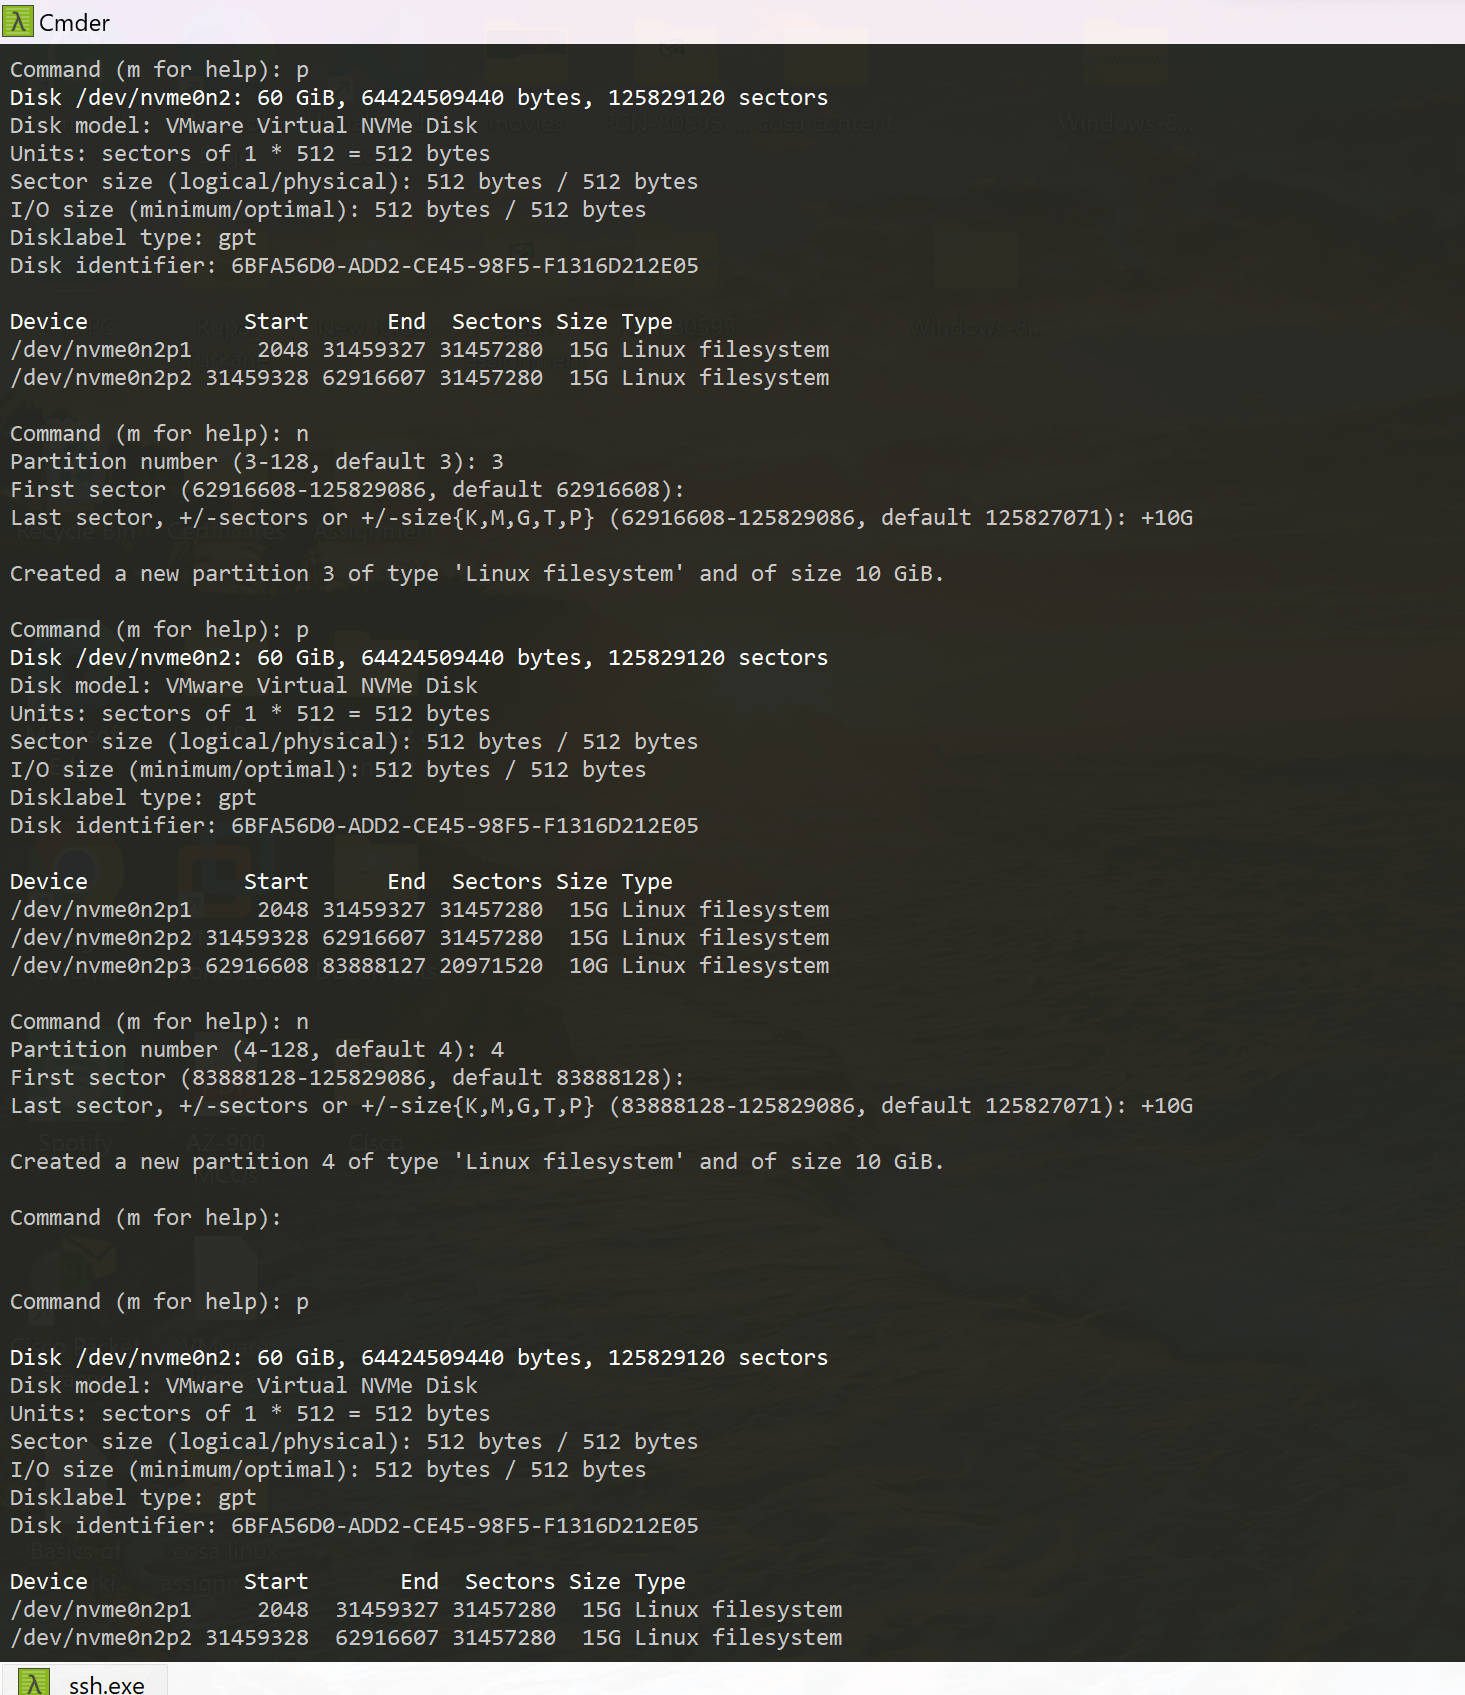 Cmder
Command (m for help): p
Disk /dev/nvme0n2: 60 GiB, 64424509440 bytes, 125829120 sectors
Disk model: VMware Virtual NVMe Disk
Units: sectors of 1 * 512 = 512 bytes
Sector size (logical/physical): 512 bytes / 512 bytes
I/O size (minimum/optimal): 512 bytes / 512 bytes
Disklabel type: gpt
Disk identifier: 6BFA56D0-ADD2-CE45-98F5-F1316D212E05
Device Start End Sectors Size Type
/dev/nvme0n2p1 2048 31459327 31457280 15G Linux filesystem
/dev/nvme0n2p2 31459328 62916607 31457280 15G Linux filesystem
Command (m for help): n
Partition number (3-128, default 3): 3
First sector (62916608-125829086, default 62916608):
Last sector, +/-sectors or +/-size{K,M,G,T,P} (62916608-125829086, default 125827071): +10G
Created a new partition 3 of type 'Linux filesystem' and of size 10 GiB.
Command (m for help): p
Disk /dev/nvme0n2: 60 GiB, 64424509440 bytes, 125829120 sectors
Disk model: VMware Virtual NVMe Disk
Units: sectors of 1 * 512 = 512 bytes
Sector size (logical/physical): 512 bytes / 512 bytes
I/O size (minimum/optimal): 512 bytes / 512 bytes
Disklabel type: gpt
Disk identifier: 6BFA56D0-ADD2-CE45-98F5-F1316D212E05
Device Start End Sectors Size Type
/dev/nvme0n2p1 2048 31459327 31457280 15G Linux filesystem
/dev/nvme0n2p2 31459328 62916607 31457280 15G Linux filesystem
/dev/nvme0n2p3 62916608 83888127 20971520 10G Linux filesystem
Command (m for help): n
Partition number (4-128, default 4): 4
First sector (83888128-125829086, default 83888128):
Last sector, +/-sectors or +/-size{K,M,G,T,P} (83888128-125829086, default 125827071): +10G
Spotify AZ-900 Cisco
Created a new partition 4 of type 'Linux filesystem' and of size 10 GiB.
MCQs
Command (m for help):
Command (m for help): p
Disk /dev/nvme0n2: 60 GiB, 64424509440 bytes, 125829120 sectors
Disk model: VMware Virtual NVMe Disk
Units: sectors of 1 * 512 = 512 bytes
Sector size (logical/physical): 512 bytes / 512 bytes
I/O size (minimum/optimal): 512 bytes / 512 bytes
Disklabel type: gpt
Disk identifier: 6BFA56D0-ADD2-CE45-98F5-F1316D212E05
Device Start End Sectors Size Type
/dev/nvme0n2p1 2048 31459327 31457280 15G Linux filesystem
/dev/nvme0n2p2 31459328 62916607 31457280 15G Linux filesystem
ssh.exe